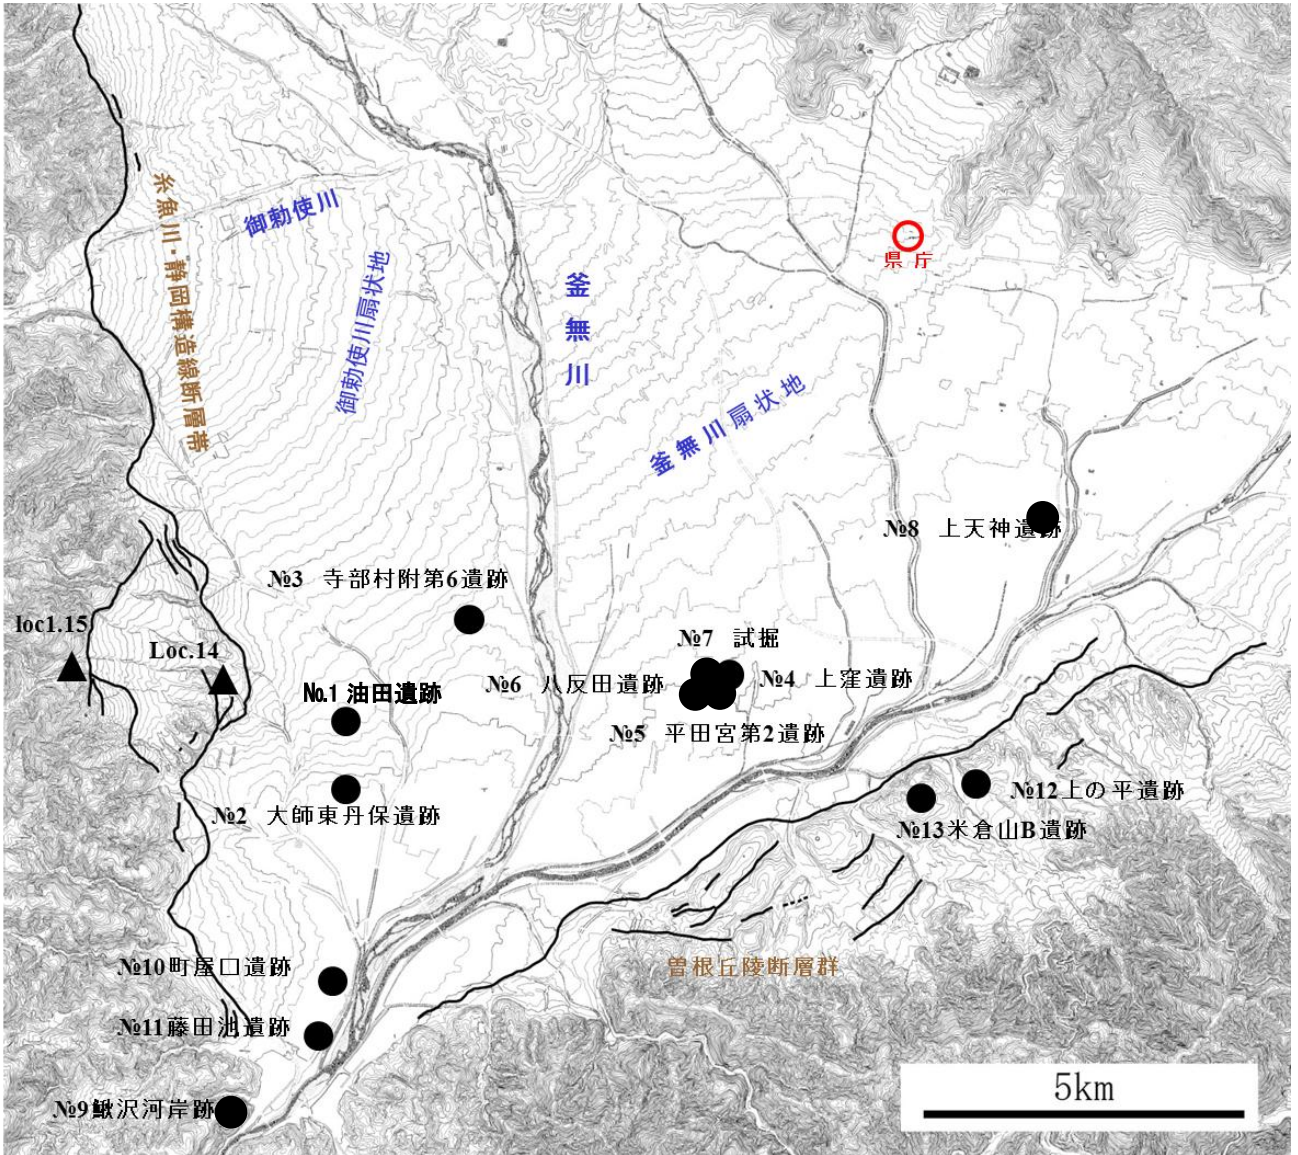 御勅使川
県庁
糸魚川・静岡構造線断層帯
御勅使川扇状地
釜無川
釜無川扇状地
№8 上天神遺跡
№3 寺部村附第6遺跡
loc1.15
Loc.14
№7 試掘
№6 八反田遺跡
№4 上窪遺跡
№.1 油田遺跡
№5 平田宮第2遺跡
№2 大師東丹保遺跡
№12上の平遺跡
№13米倉山B遺跡
№10町屋口遺跡
曽根丘陵断層群
№11藤田池遺跡
№9鰍沢河岸跡
5km